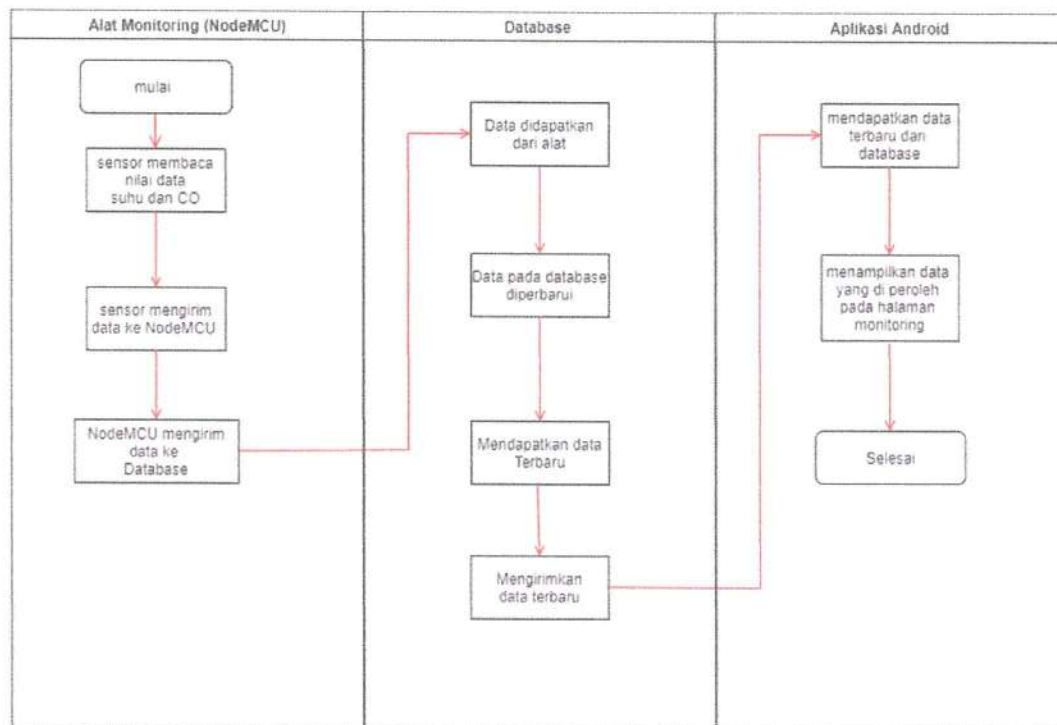 Alat Monitoring (NodeMCU)
Database
Aplikasi Android
mulai
sensor membaca
nilai data
suhu dan CO
sensor mengirim
data ke NodeMCU
NodeMCU mengirim
data ke
Database
Data didapatkan
dari alat
Data pada database
diperbarui
Mendapatkan data
Terbaru
Mengirimkan
data terbaru
mendapatkan data
terbaru dari
database
menampilkan data
yang di peroleh
pada halaman
monitoring
Selesai